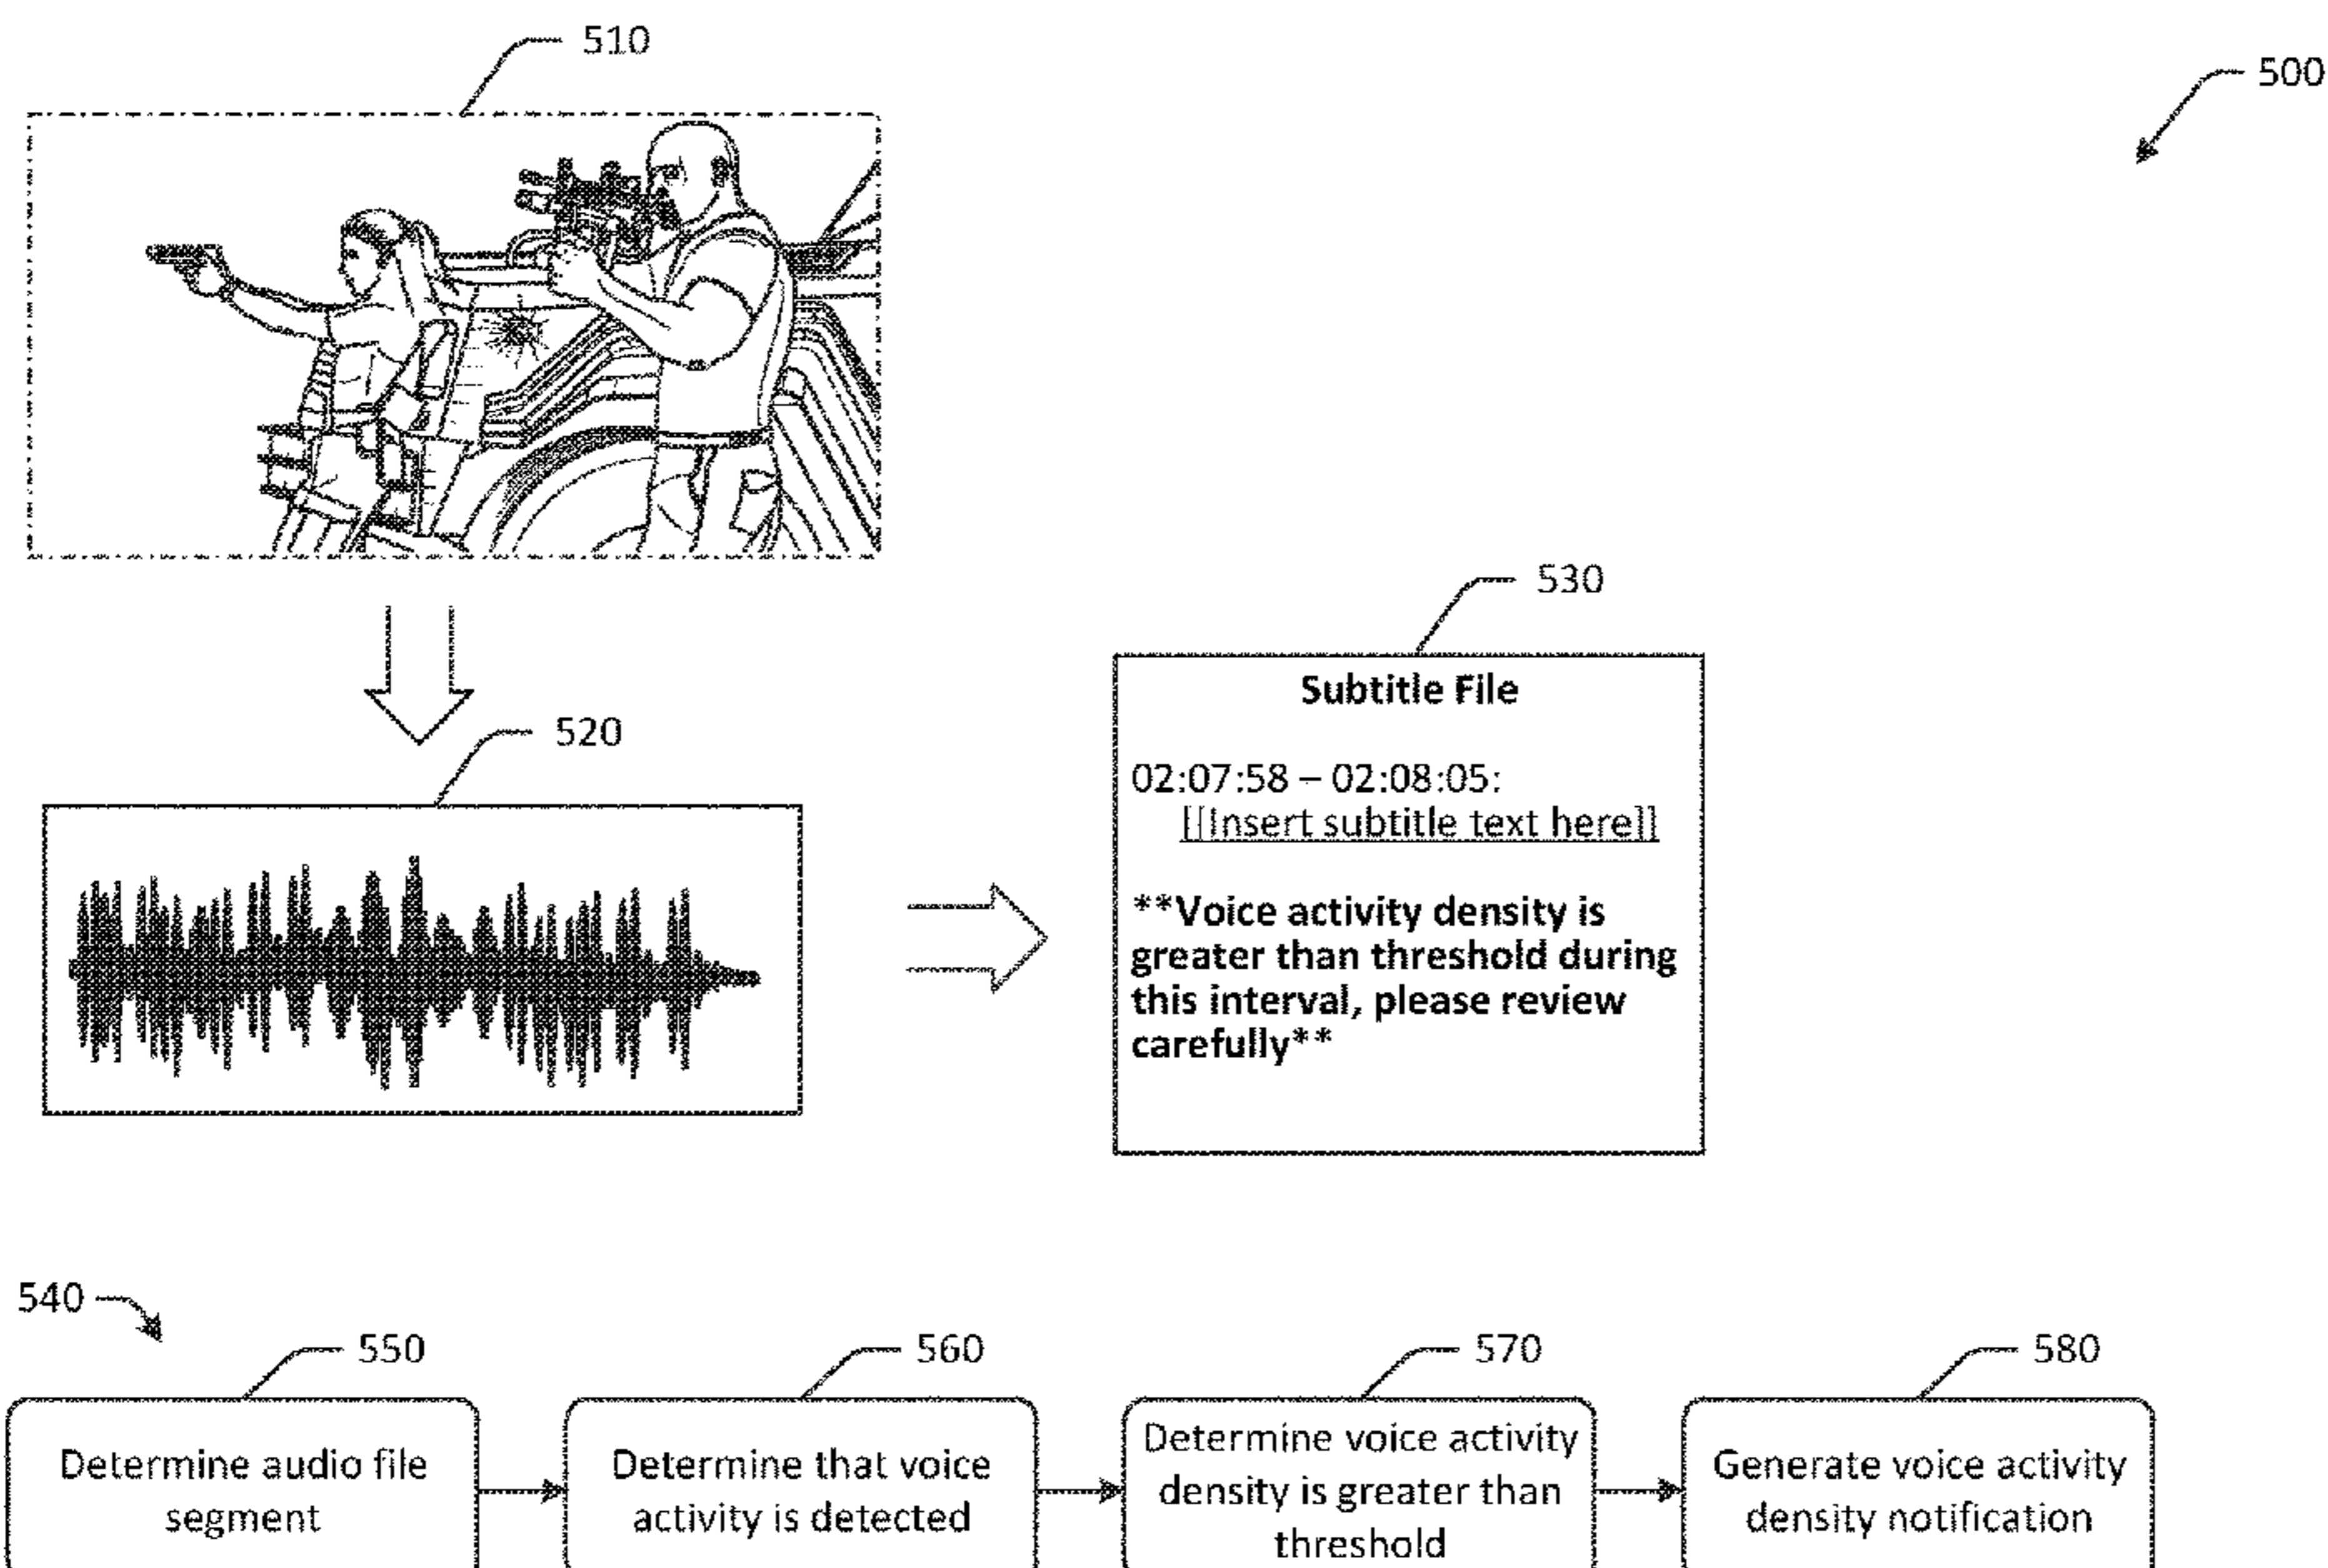 510
500
530
Subtitle File
02:07:58 – 02:08:05:
[[Insert subtitle text here]]
**Voice activity density is
greater than threshold during
this interval, please review
carefully**
520
540
550
Determine audio file
segment
560
Determine that voice
activity is detected
570
Determine voice activity
density is greater than
threshold
580
Generate voice activity
density notification